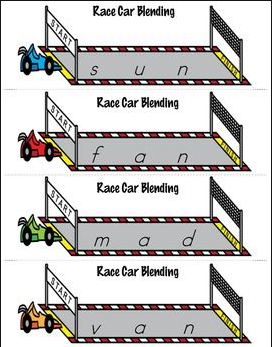 Race Car Blending
START
s u n
FINISH
Race Car Blending
START
f a n
FINISH
Race Car Blending
START
m a d
FINISH
Race Car Blending
START
v a n
FINISH